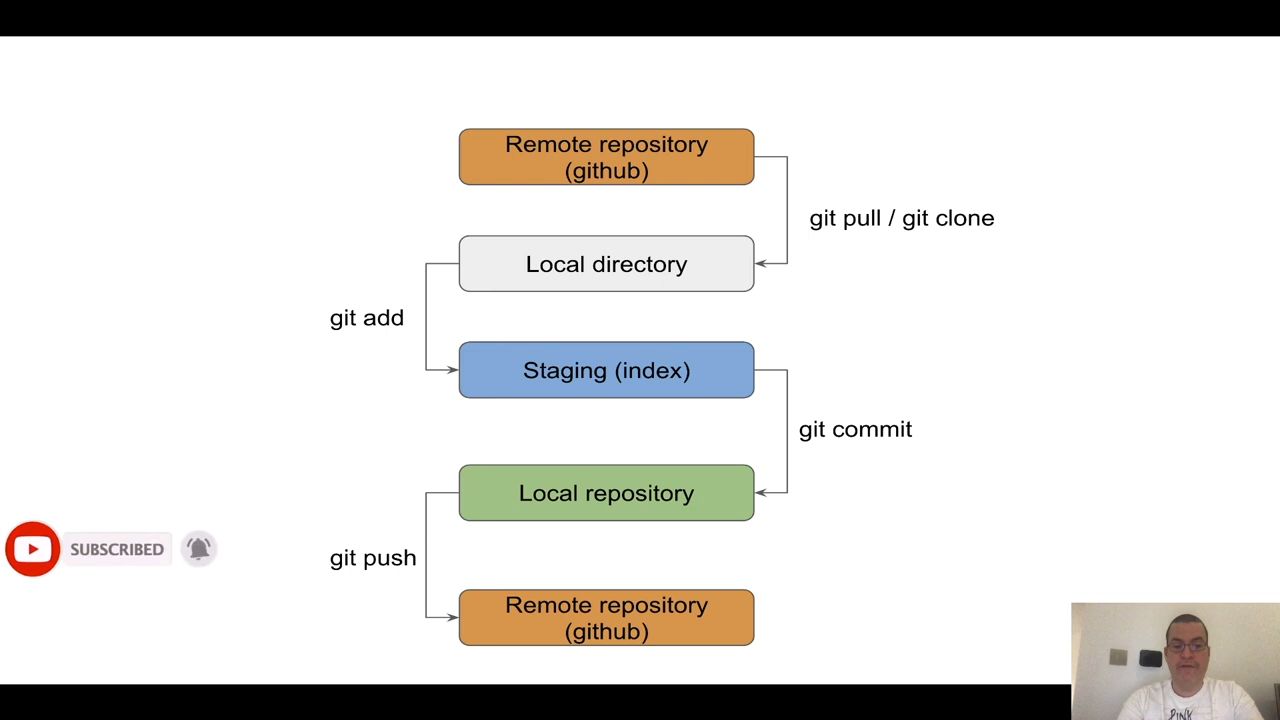 Remote repository
(github)
git pull / git clone
Local directory
git add
Staging (index)
git commit
Local repository
SUBSCRIBED
git push
Remote repository
(github)
PINK